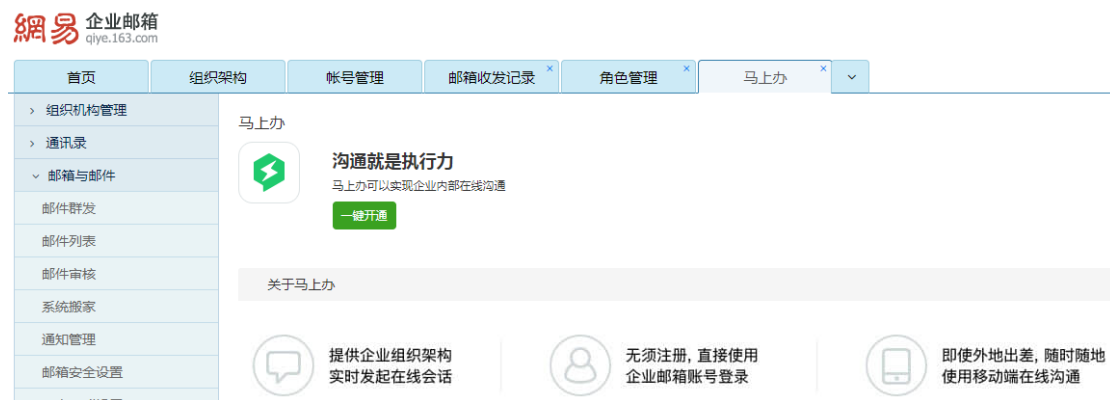 網易 企业邮箱
qiye.163.com
首页 组织架构 帐号管理 邮箱收发记录 角色管理 马上办
组织机构管理
通讯录
邮箱与邮件
邮件群发
邮件列表
邮件审核
系统搬家
通知管理
邮箱安全设置
马上办
沟通就是执行力
马上办可以实现企业内部在线沟通
一键开通
关于马上办
提供企业组织架构
实时发起在线会话
无须注册, 直接使用
企业邮箱账号登录
即使外地出差, 随时随地
使用移动端在线沟通